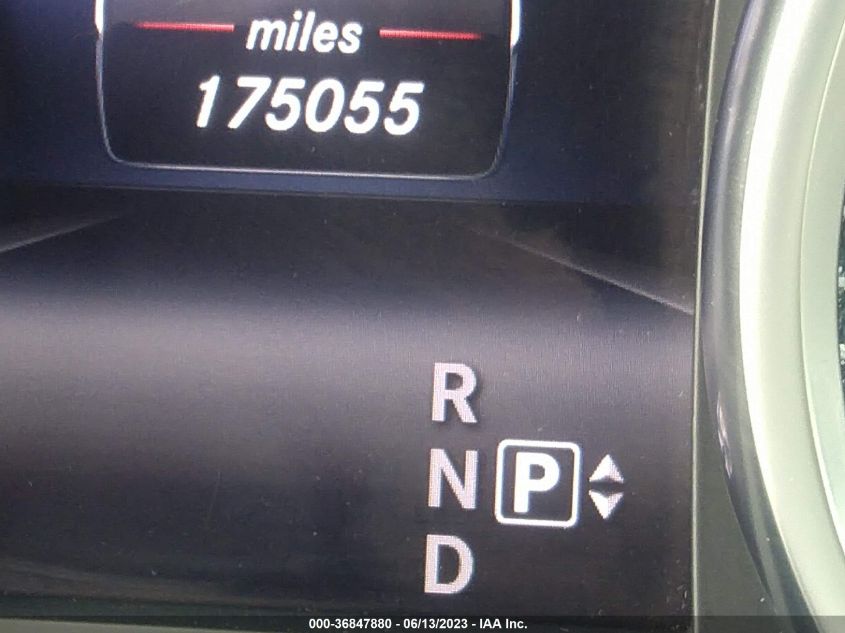 miles
175055
R
N P
D
000-36847880 - 06/13/2023 - IAA Inc.